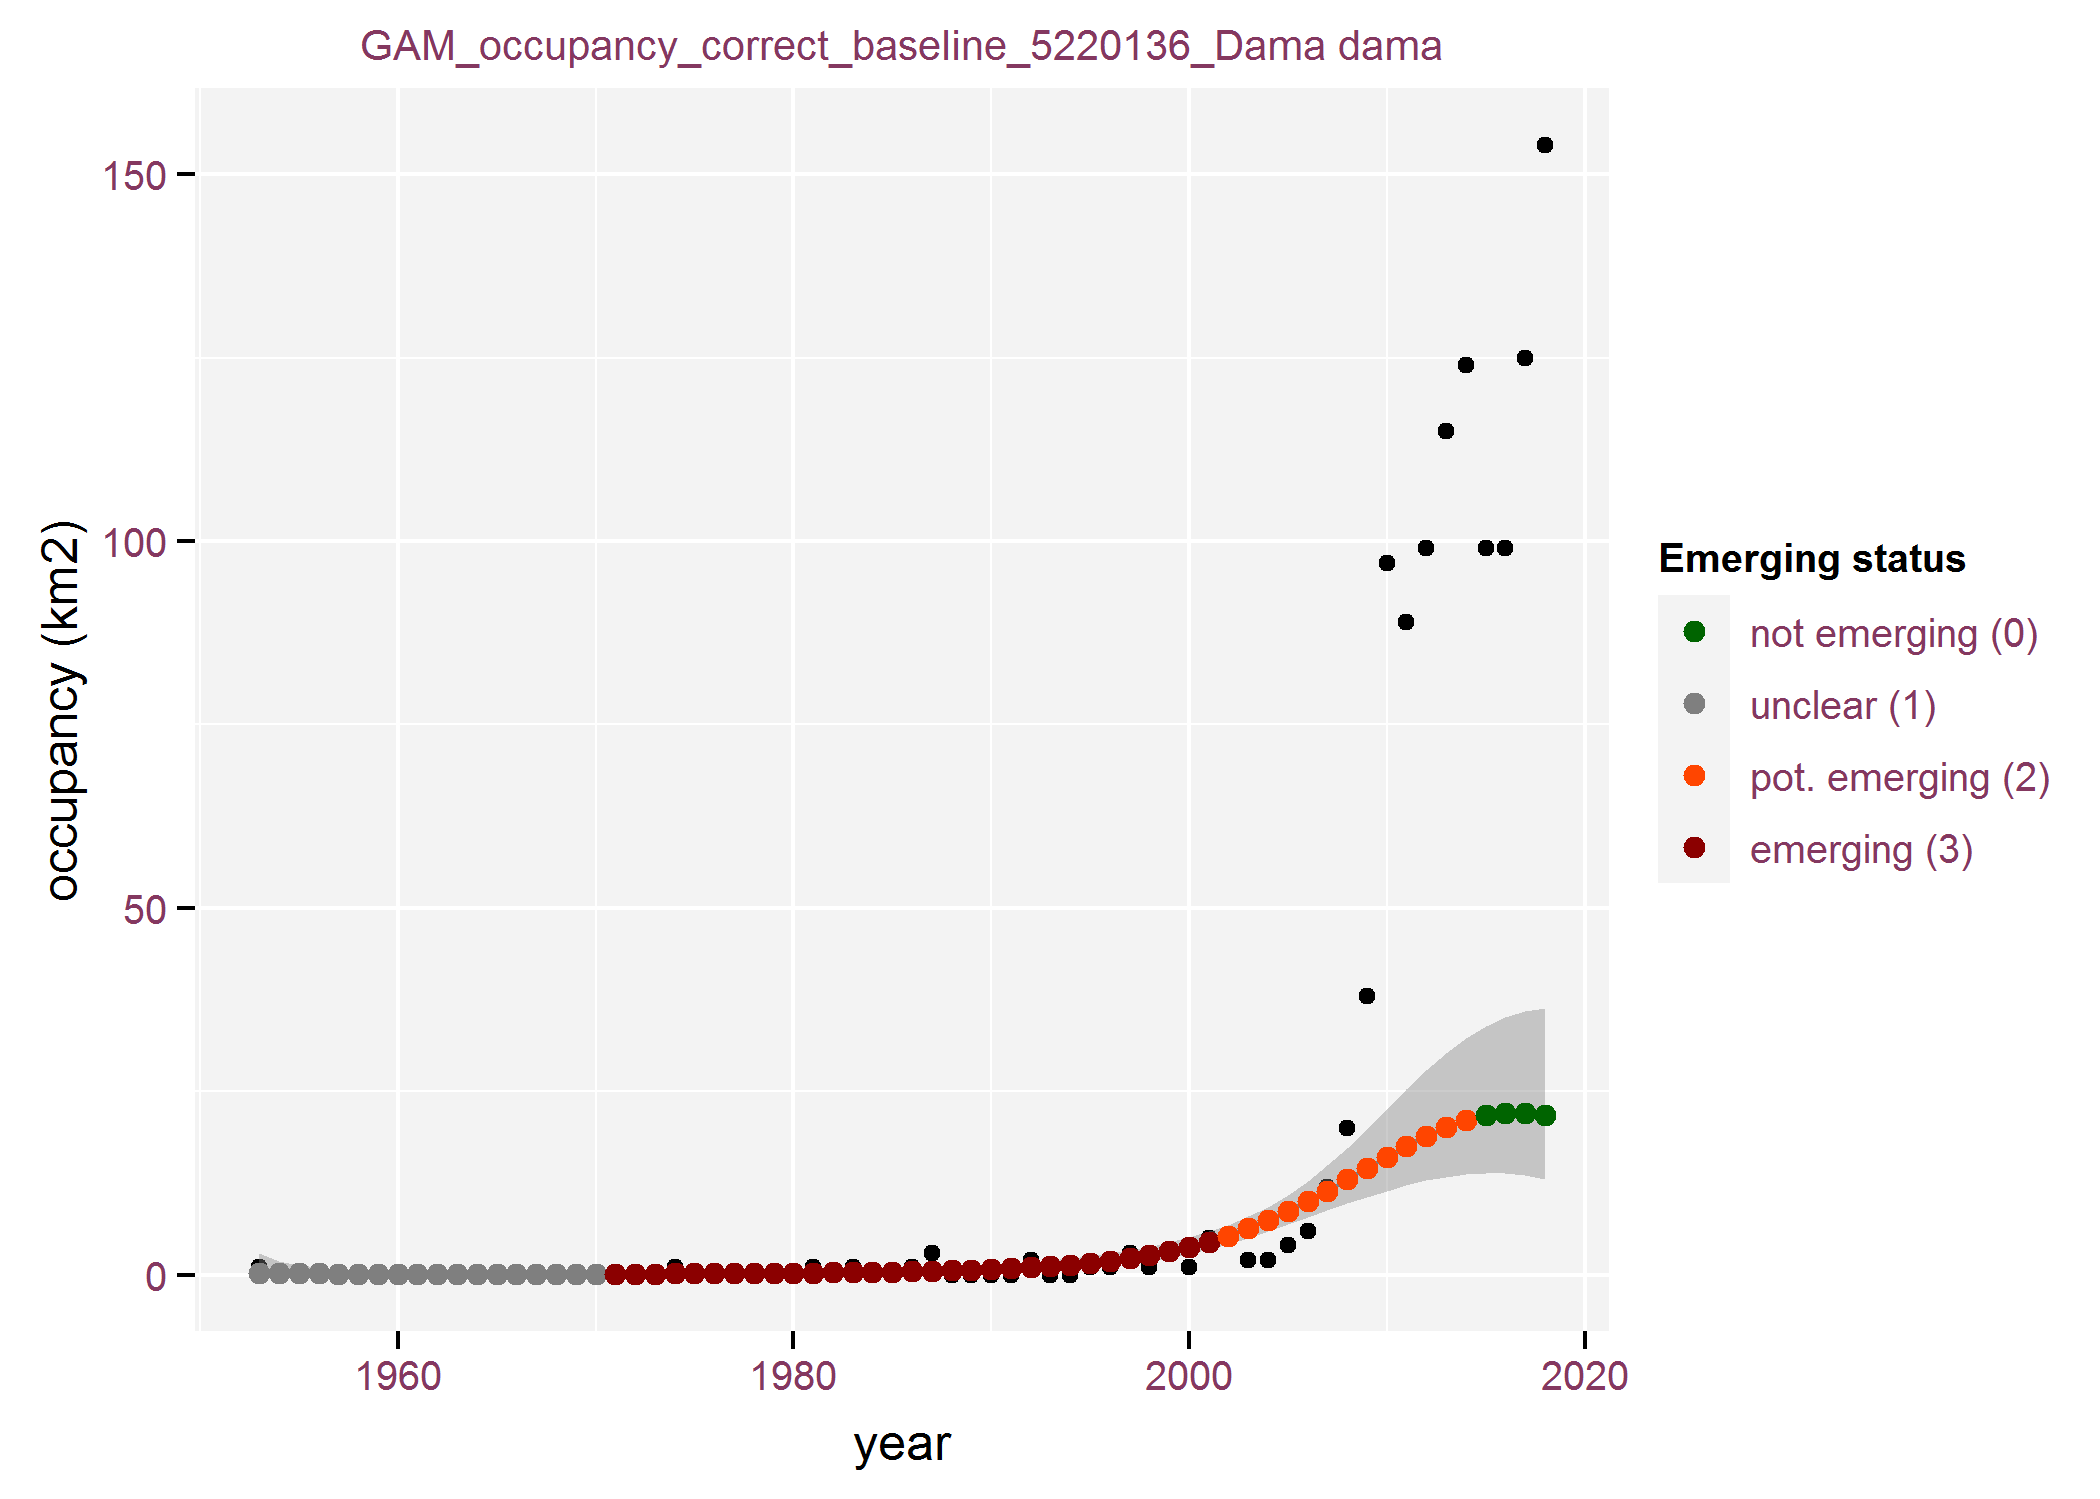 GAM_occupancy_correct_baseline_5220136_Dama dama
150
100
50
0
occupancy (km2)
1960
1980
2000
2020
year
Emerging status
not emerging (0)
unclear (1)
pot. emerging (2)
emerging (3)